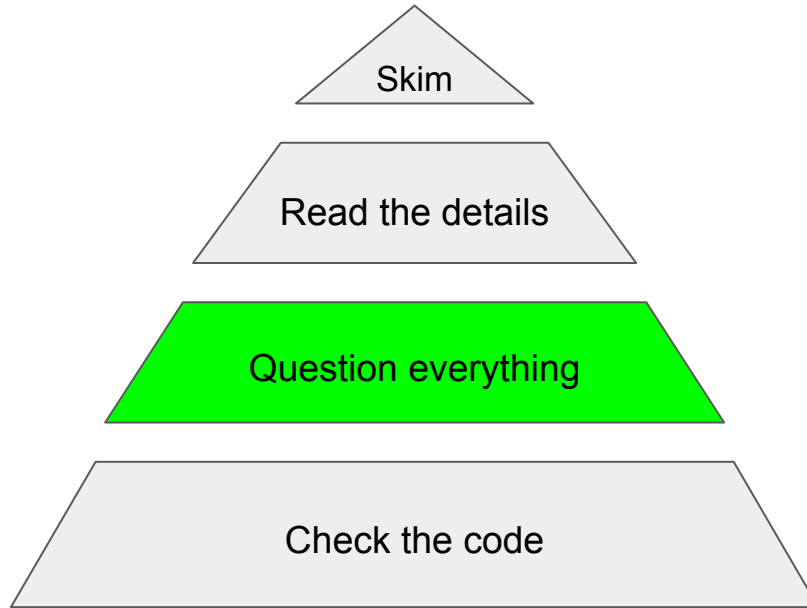 Skim
Read the details
Question everything
Check the code